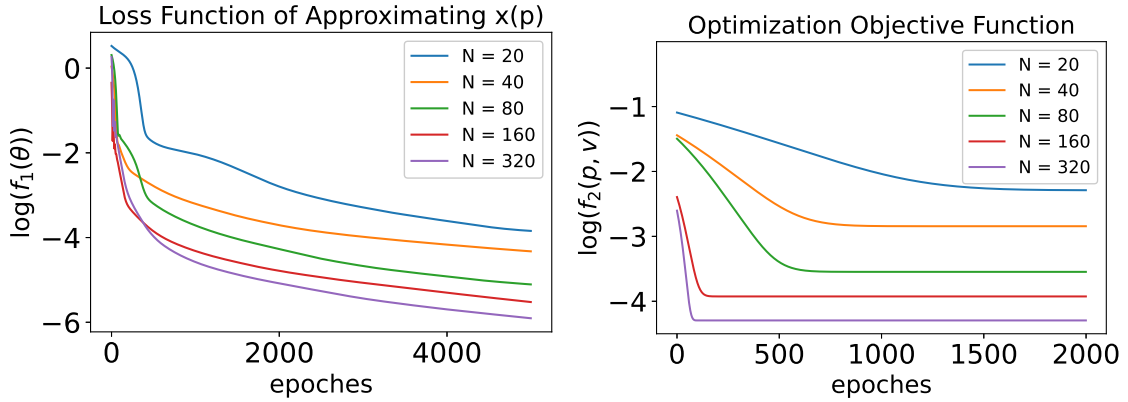 Loss Function of Approximating x(p)
log(f₁(θ))
0
−2
−4
−6
N = 20
N = 40
N = 80
N = 160
N = 320
0 2000 4000
epoches
Optimization Objective Function
log(f₂(p, v))
−1
−2
−3
−4
N = 20
N = 40
N = 80
N = 160
N = 320
0 500 1000 1500 2000
epoches